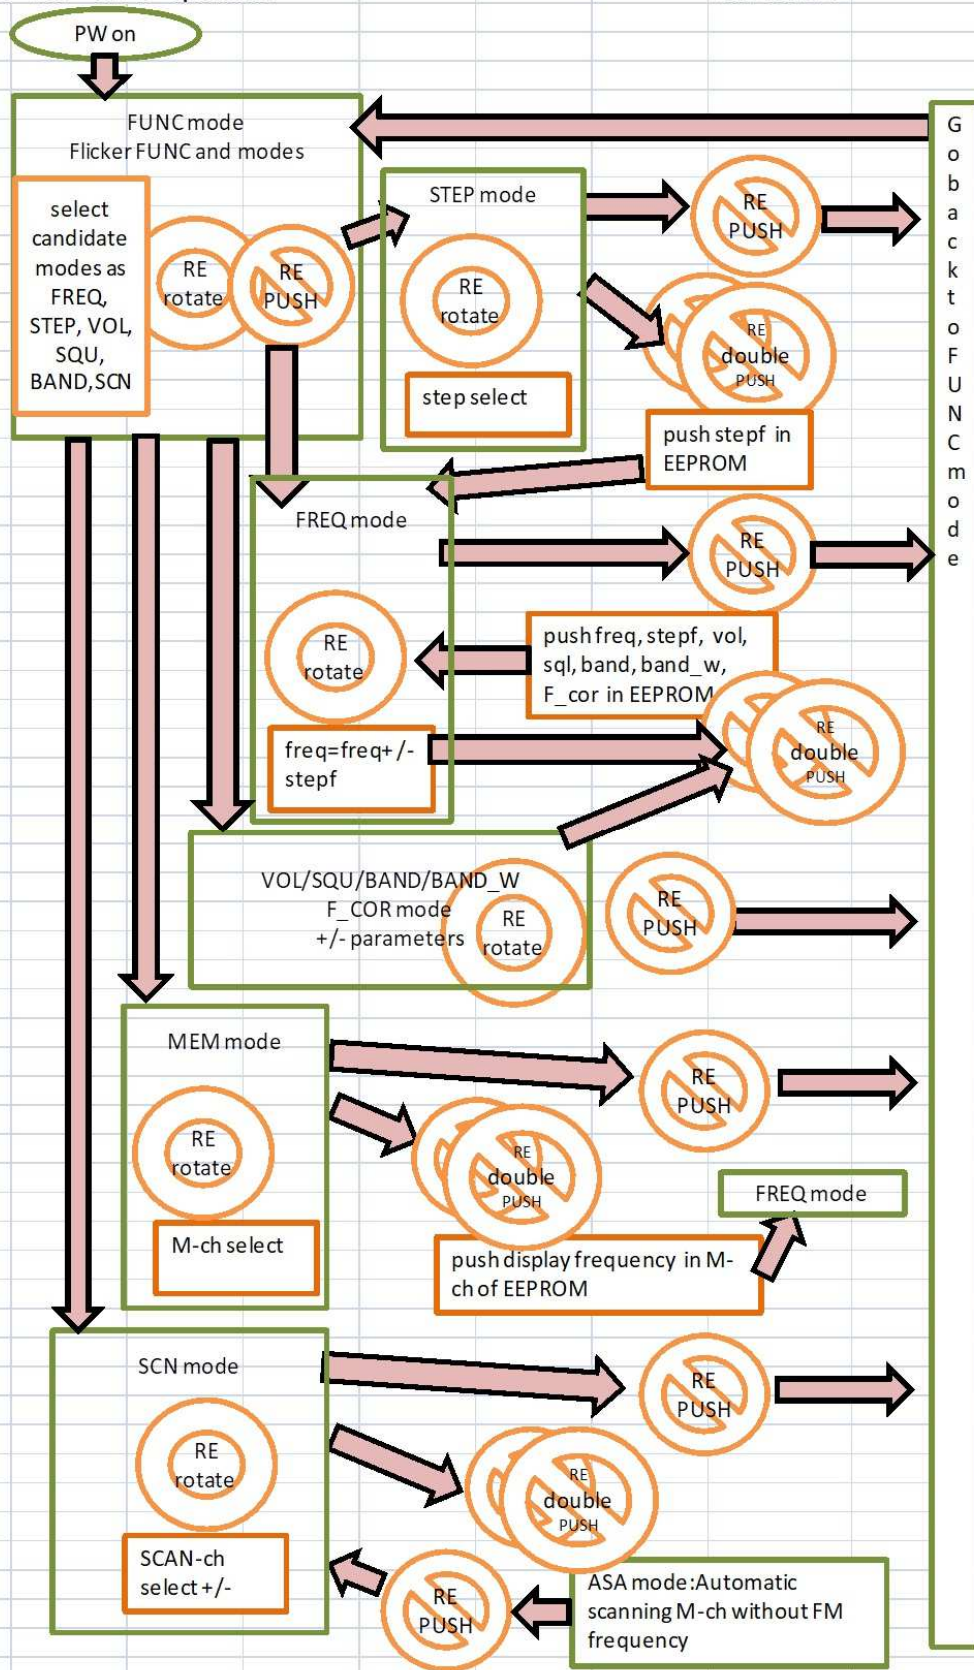 PW on
FUNC mode
Flicker FUNC and modes
select
candidate
modes as
FREQ,
STEP, VOL,
SQU,
BAND,SCN
RE
rotate
RE
PUSH
STEP mode
RE
rotate
step select
RE
PUSH
RE
double
PUSH
push stepf in
EEPROM
Go back to FUNC mode
FREQ mode
RE
rotate
freq=freq+/-
stepf
RE
PUSH
push freq, stepf, vol,
sql, band, band_w,
F_cor in EEPROM
RE
double
PUSH
VOL/SQU/BAND/BAND_W
F_COR mode
+/- parameters
RE
rotate
RE
PUSH
MEM mode
RE
rotate
M-ch select
RE
PUSH
RE
double
PUSH
FREQ mode
push display frequency in M-
ch of EEPROM
SCN mode
RE
rotate
SCAN-ch
select +/-
RE
PUSH
RE
double
PUSH
RE
PUSH
ASA mode:Automatic
scanning M-ch without FM
frequency